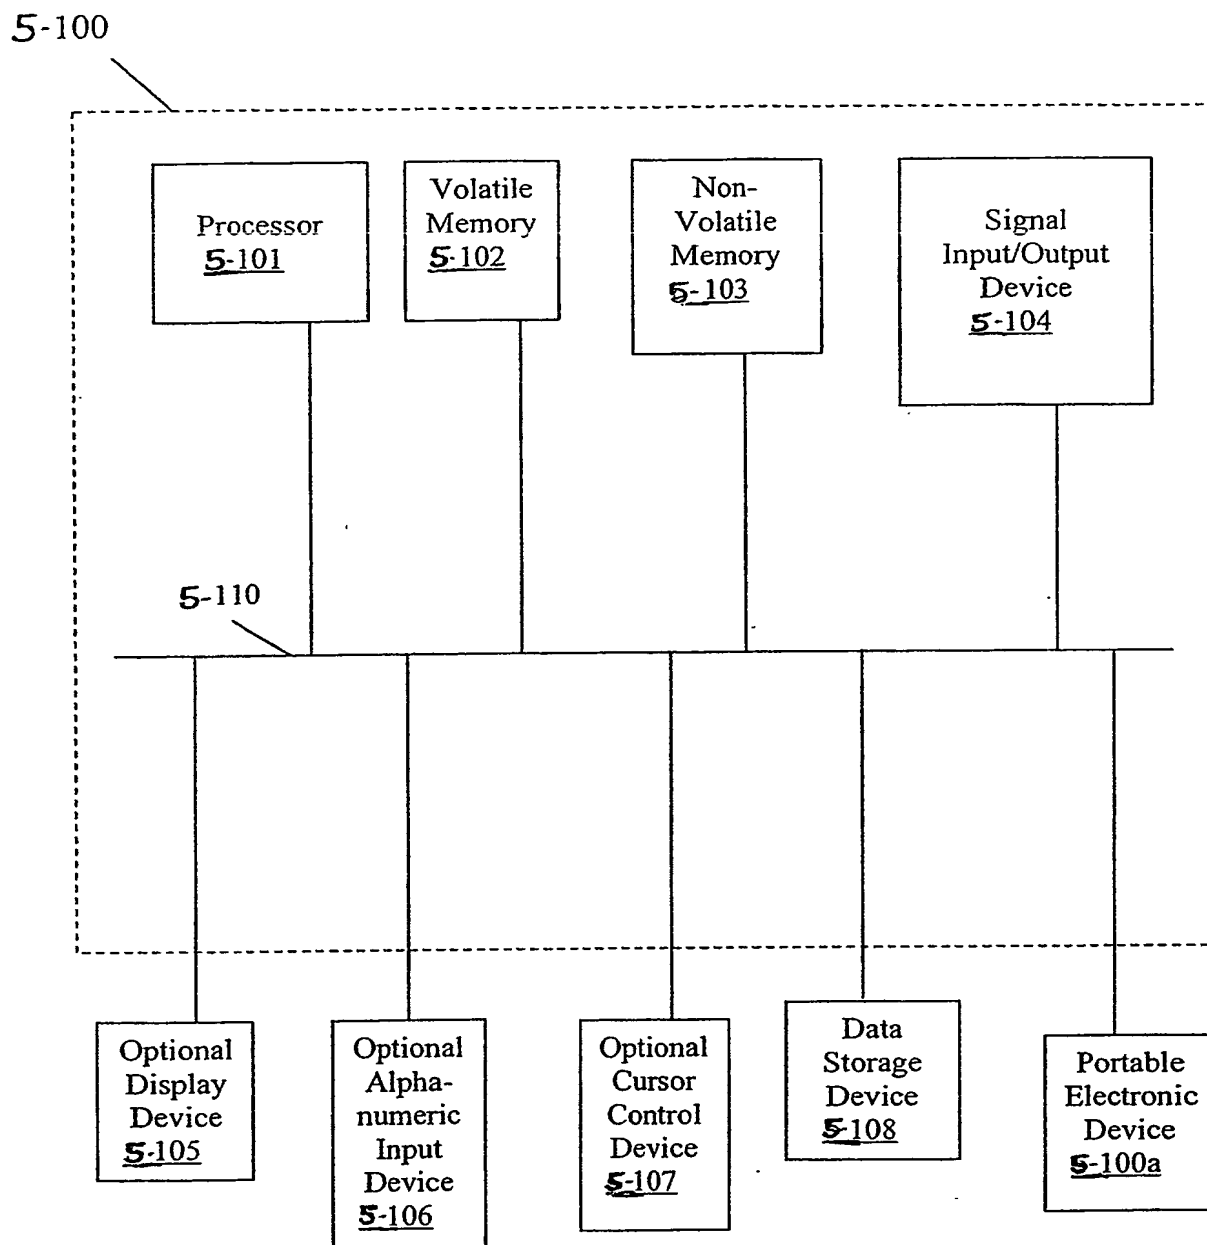 5-100
Processor
5-101
Volatile
Memory
5-102
Non-
Volatile
Memory
5-103
Signal
Input/Output
Device
5-104
5-110
Optional
Display
Device
5-105
Optional
Alpha-
numeric
Input
Device
5-106
Optional
Cursor
Control
Device
5-107
Data
Storage
Device
5-108
Portable
Electronic
Device
5-100a